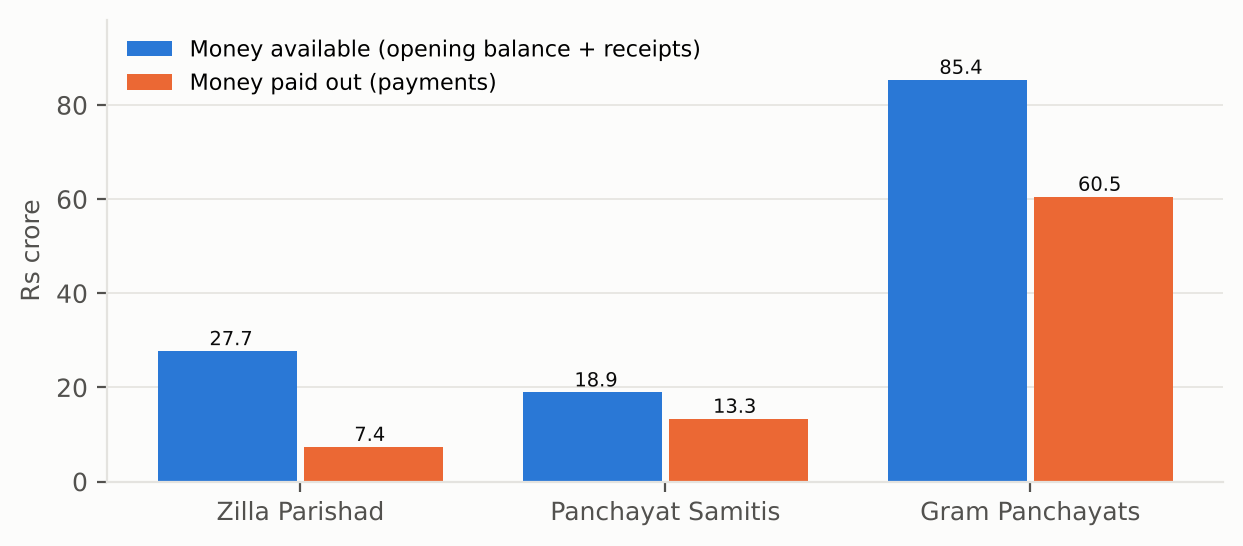 Money available (opening balance + receipts)
Money paid out (payments)
Rs crore
80
60
40
20
0
27.7
7.4
18.9
13.3
85.4
60.5
Zilla Parishad
Panchayat Samitis
Gram Panchayats